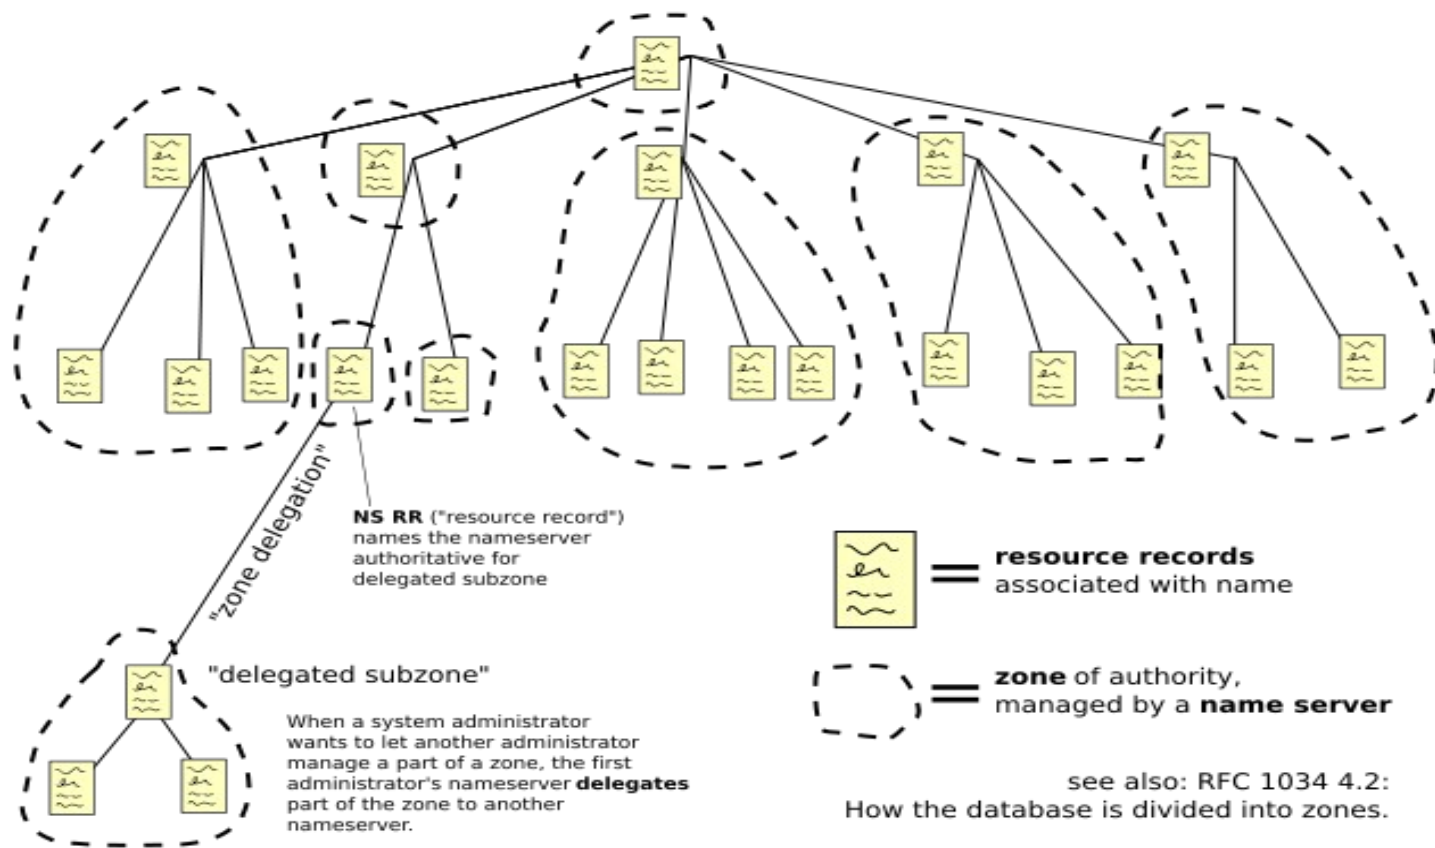 "zone delegation"
NS RR ("resource record")
names the nameserver
authoritative for
delegated subzone
resource records
associated with name
"delegated subzone"
zone of authority,
managed by a name server
When a system administrator
wants to let another administrator
manage a part of a zone, the first
administrator's nameserver delegates
part of the zone to another
nameserver.
see also: RFC 1034 4.2:
How the database is divided into zones.